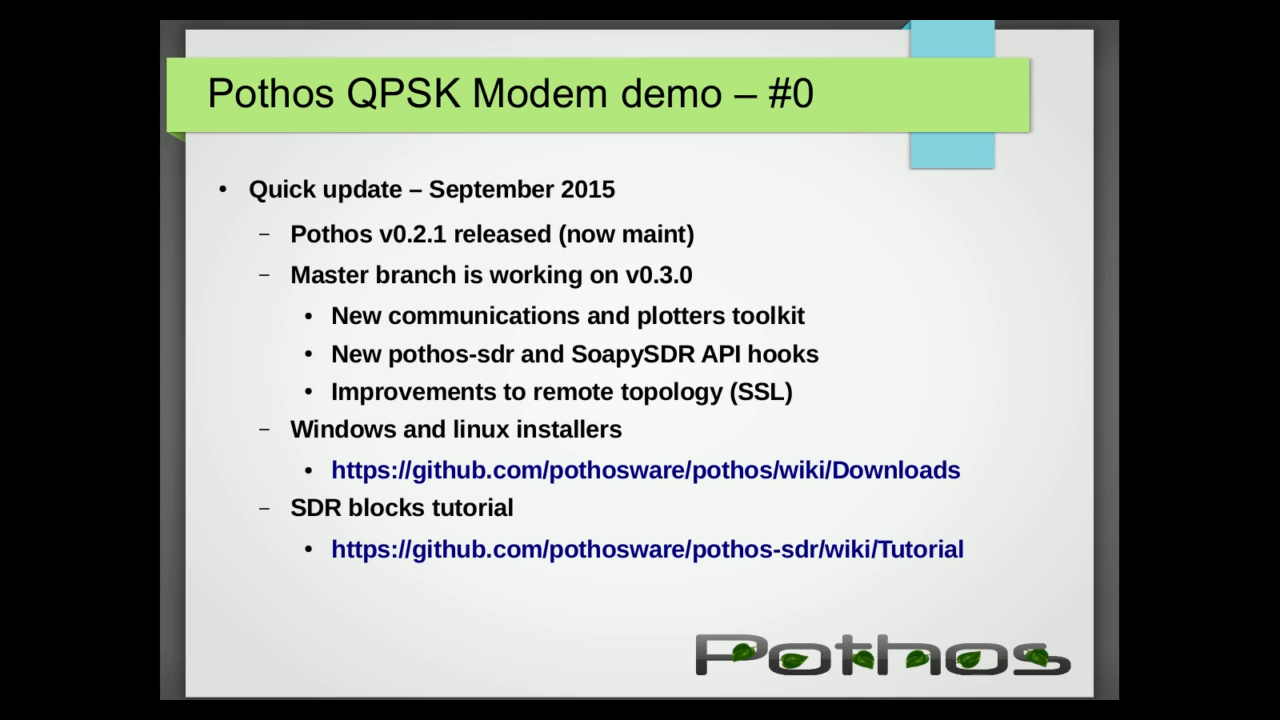 Pothos QPSK Modem demo – #0
• Quick update – September 2015
– Pothos v0.2.1 released (now maint)
– Master branch is working on v0.3.0
• New communications and plotters toolkit
• New pothos-sdr and SoapySDR API hooks
• Improvements to remote topology (SSL)
– Windows and linux installers
• https://github.com/pothosware/pothos/wiki/Downloads
– SDR blocks tutorial
• https://github.com/pothosware/pothos-sdr/wiki/Tutorial
Pothos